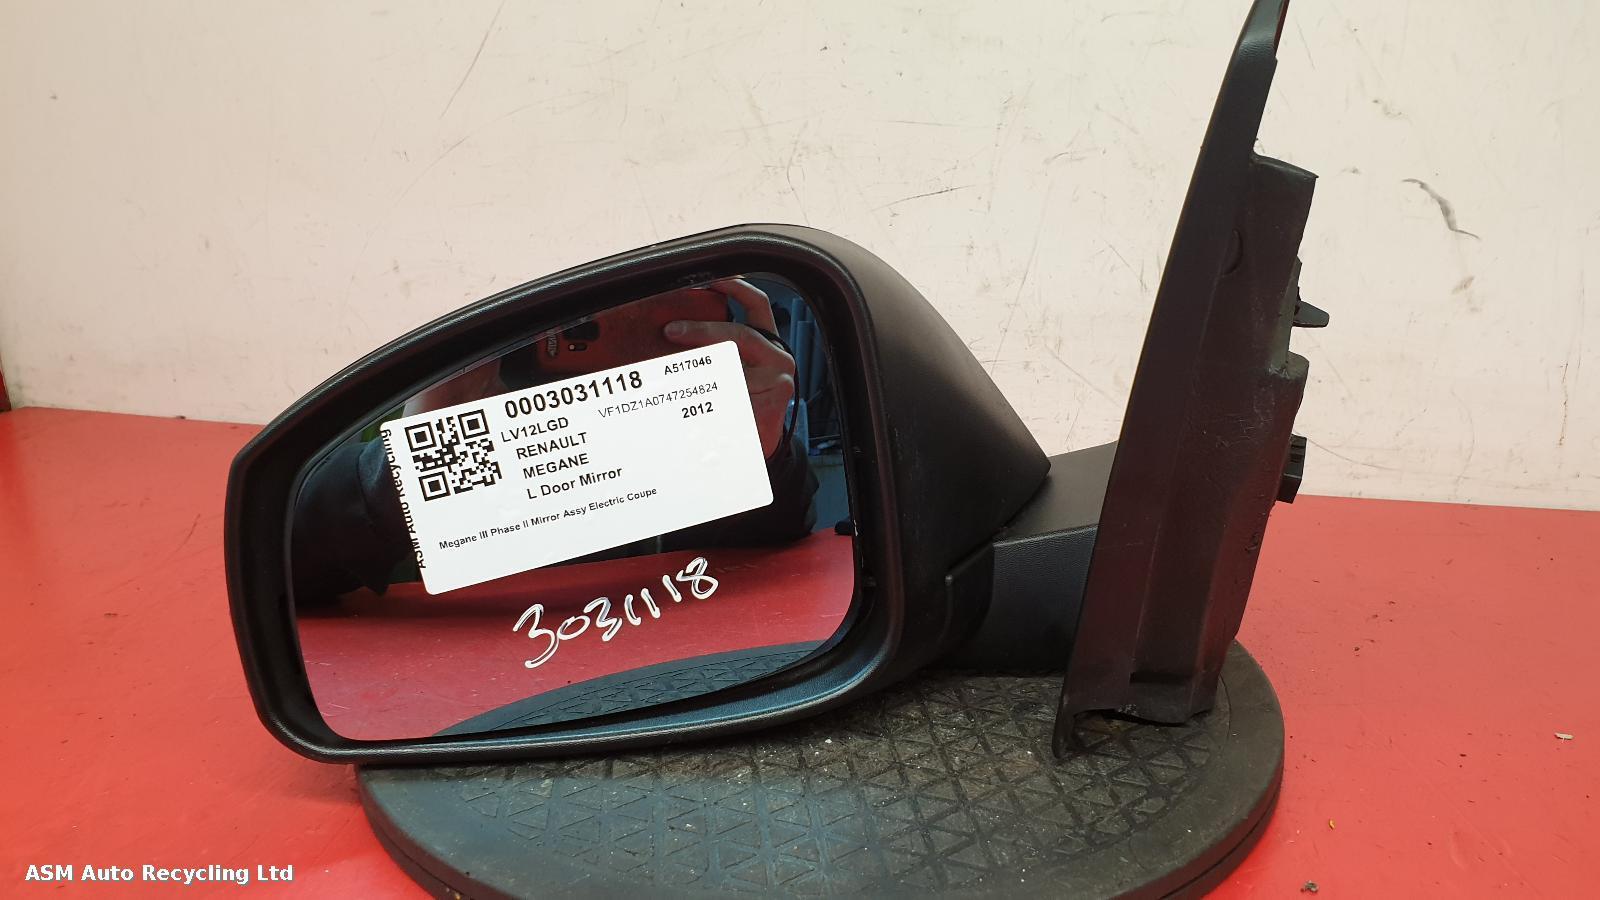 0003031118 A517046
LV12LGD VF1DZ1A0747254824
RENAULT 2012
MEGANE
L Door Mirror
Megane III Phase II Mirror Assy Electric Coupe
ASM Auto Recycling
3031118
ASM Auto Recycling Ltd